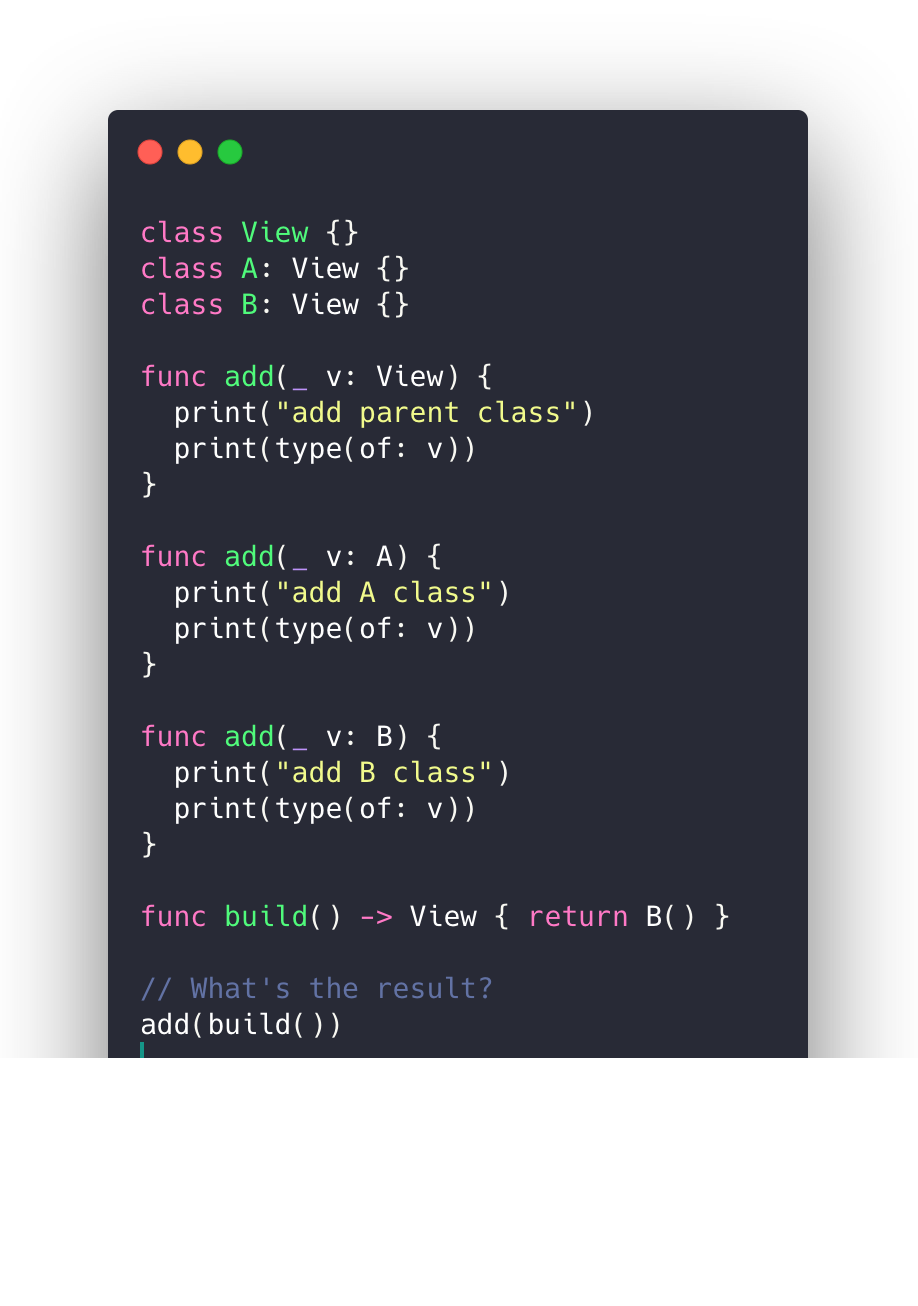 class View {}
class A: View {}
class B: View {}

func add(_ v: View) {
  print("add parent class")
  print(type(of: v))
}

func add(_ v: A) {
  print("add A class")
  print(type(of: v))
}

func add(_ v: B) {
  print("add B class")
  print(type(of: v))
}

func build() -> View { return B() }

// What's the result?
add(build())